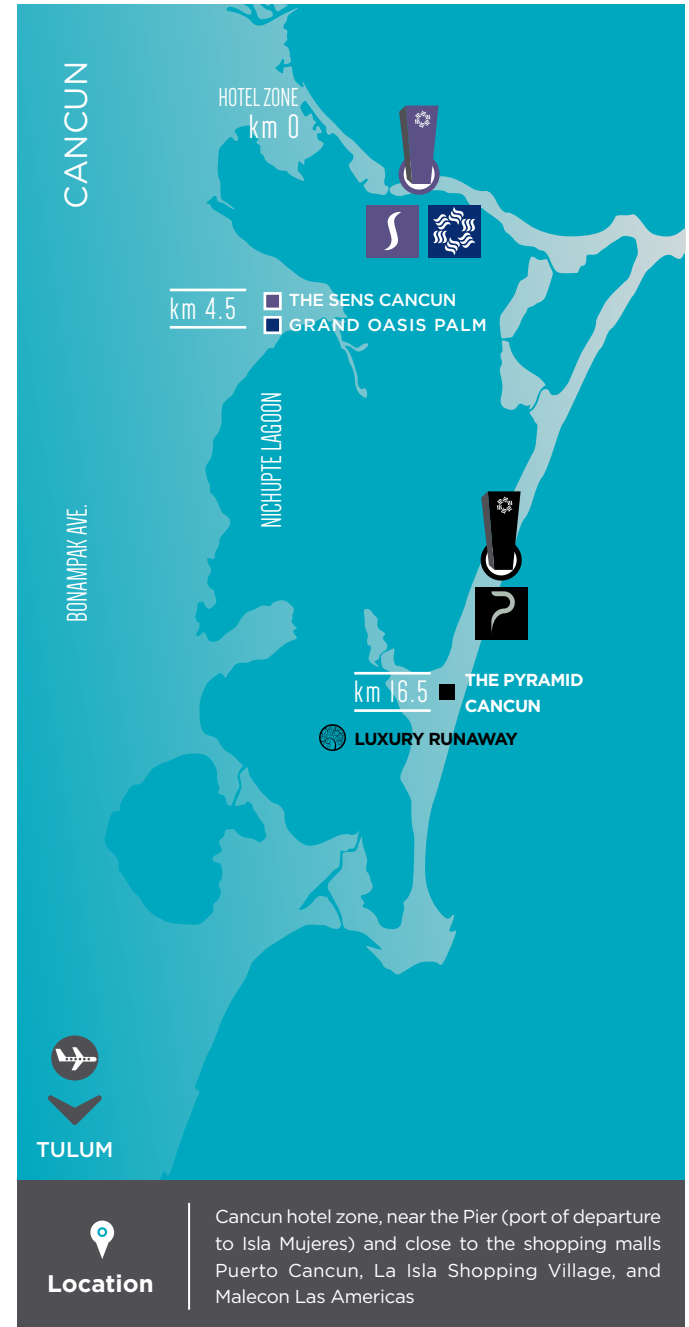 CANCUN
HOTEL ZONE
km 0
km 4.5
THE SENS CANCUN
GRAND OASIS PALM
NICHUPTE LAGOON
BONAMPAK AVE.
km 16.5
THE PYRAMID
CANCUN
LUXURY RUNAWAY
TULUM
Location
Cancun hotel zone, near the Pier (port of departure
to Isla Mujeres) and close to the shopping malls
Puerto Cancun, La Isla Shopping Village, and
Malecon Las Americas